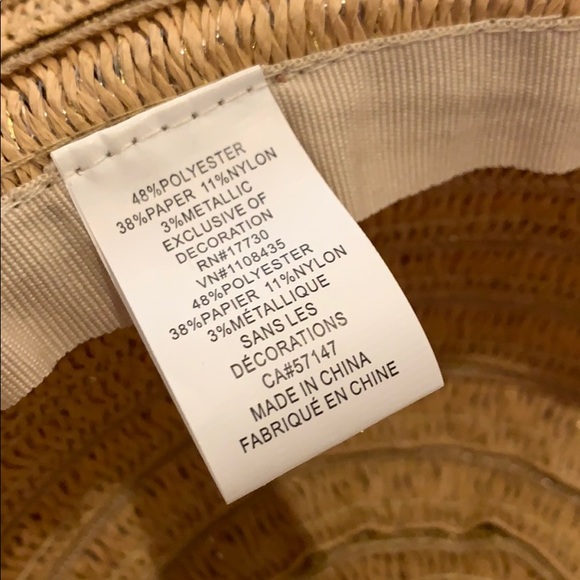 48%POLYESTER
38%PAPER 11%NYLON
3%METALLIC
EXCLUSIVE OF
DECORATION
RN#17730
VN#1108435
48%POLYESTER
38%PAPIER 11%NYLON
3%MÉTALLIQUE
SANS LES
DÉCORATIONS
CA#57147
MADE IN CHINA
FABRIQUÉ EN CHINE